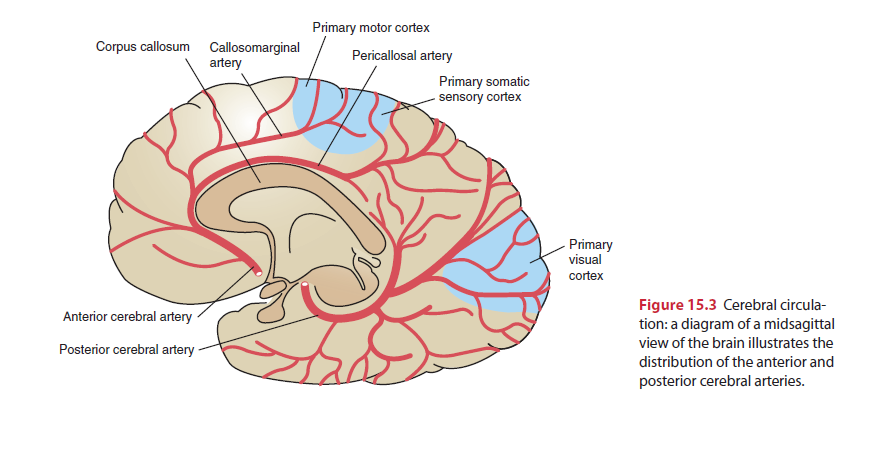 Primary motor cortex
Corpus callosum
Callosomarginal
artery
Pericallosal artery
Primary somatic
sensory cortex
Primary
visual
cortex
Anterior cerebral artery
Posterior cerebral artery
Figure 15.3 Cerebral circula-
tion: a diagram of a midsagittal
view of the brain illustrates the
distribution of the anterior and
posterior cerebral arteries.